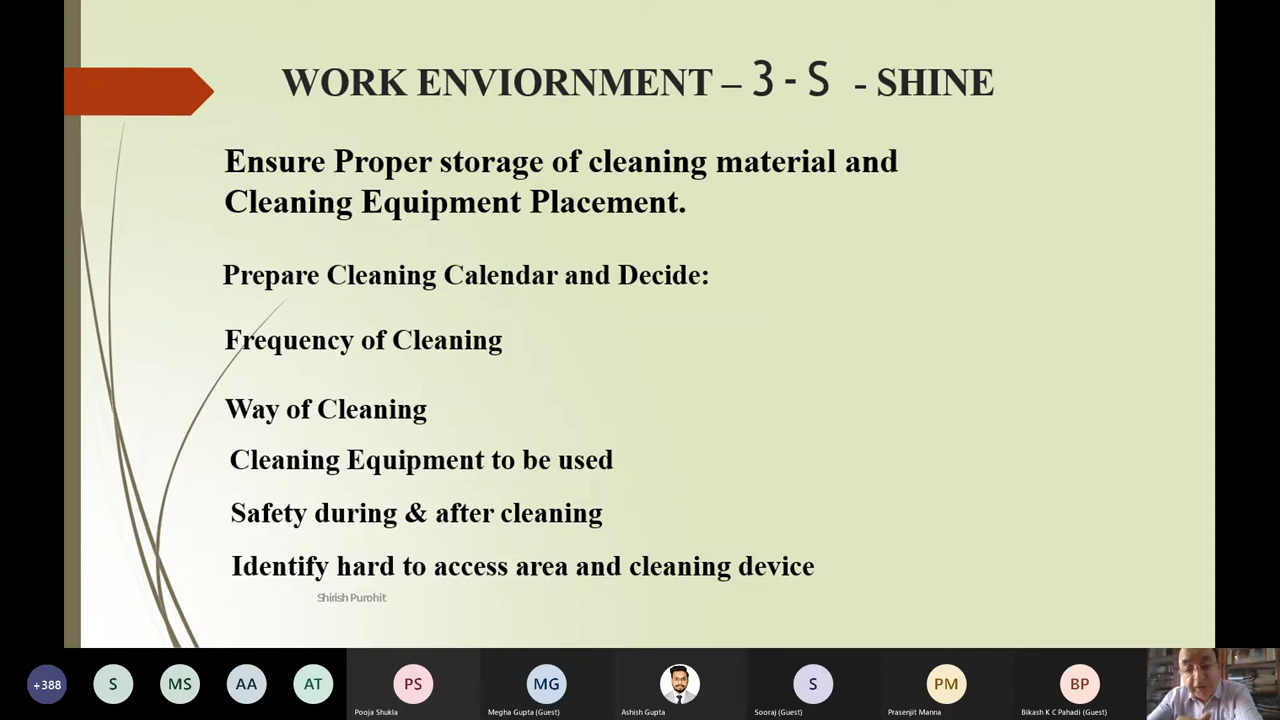 WORK ENVIORNMENT – 3 - S - SHINE
Ensure Proper storage of cleaning material and
Cleaning Equipment Placement.
Prepare Cleaning Calendar and Decide:
Frequency of Cleaning
Way of Cleaning
Cleaning Equipment to be used
Safety during & after cleaning
Identify hard to access area and cleaning device
Shirish Purohit
+388 S MS AA AT PS MG S PM BP
Pooja Shukla Megha Gupta (Guest) Ashish Gupta Sooraj (Guest) Prasenjit Manna Bikash K C Pahadi (Guest)